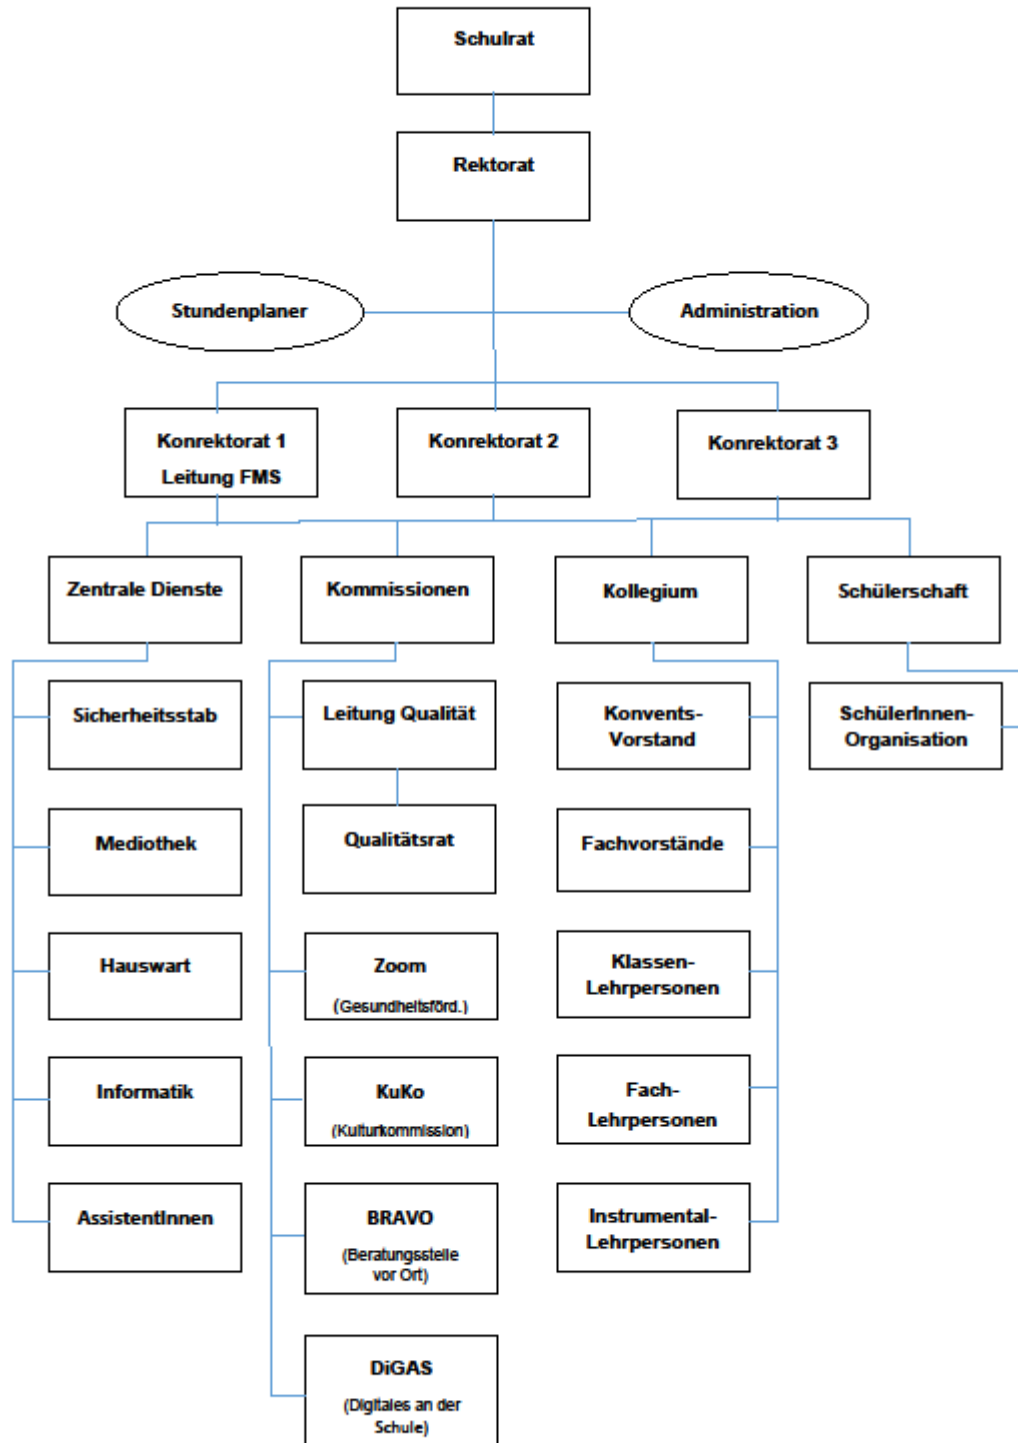 Schulrat
Rektorat
Stundenplaner
Administration
Konrektorat 1
Leitung FMS
Konrektorat 2
Konrektorat 3
Zentrale Dienste
Kommissionen
Kollegium
Schülerschaft
Sicherheitsstab
Leitung Qualität
Konvents-
Vorstand
SchülerInnen-
Organisation
Mediothek
Qualitätsrat
Fachvorstände
Hauswart
Zoom
(Gesundheitsförd.)
Klassen-
Lehrpersonen
Informatik
KuKo
(Kulturkommission)
Fach-
Lehrpersonen
AssistentInnen
BRAVO
(Beratungsstelle
vor Ort)
Instrumental-
Lehrpersonen
DiGAS
(Digitales an der
Schule)